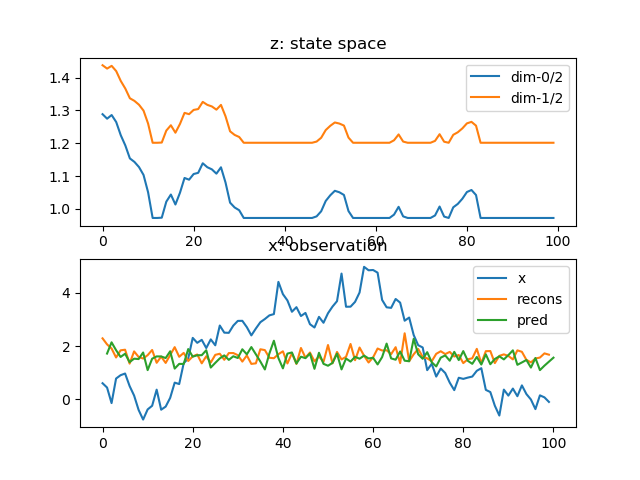 z: state space
dim-0/2
dim-1/2
1.4
1.3
1.2
1.1
1.0
0 20 40 60 80 100
x: observation
x
recons
pred
4
2
0
0 20 40 60 80 100